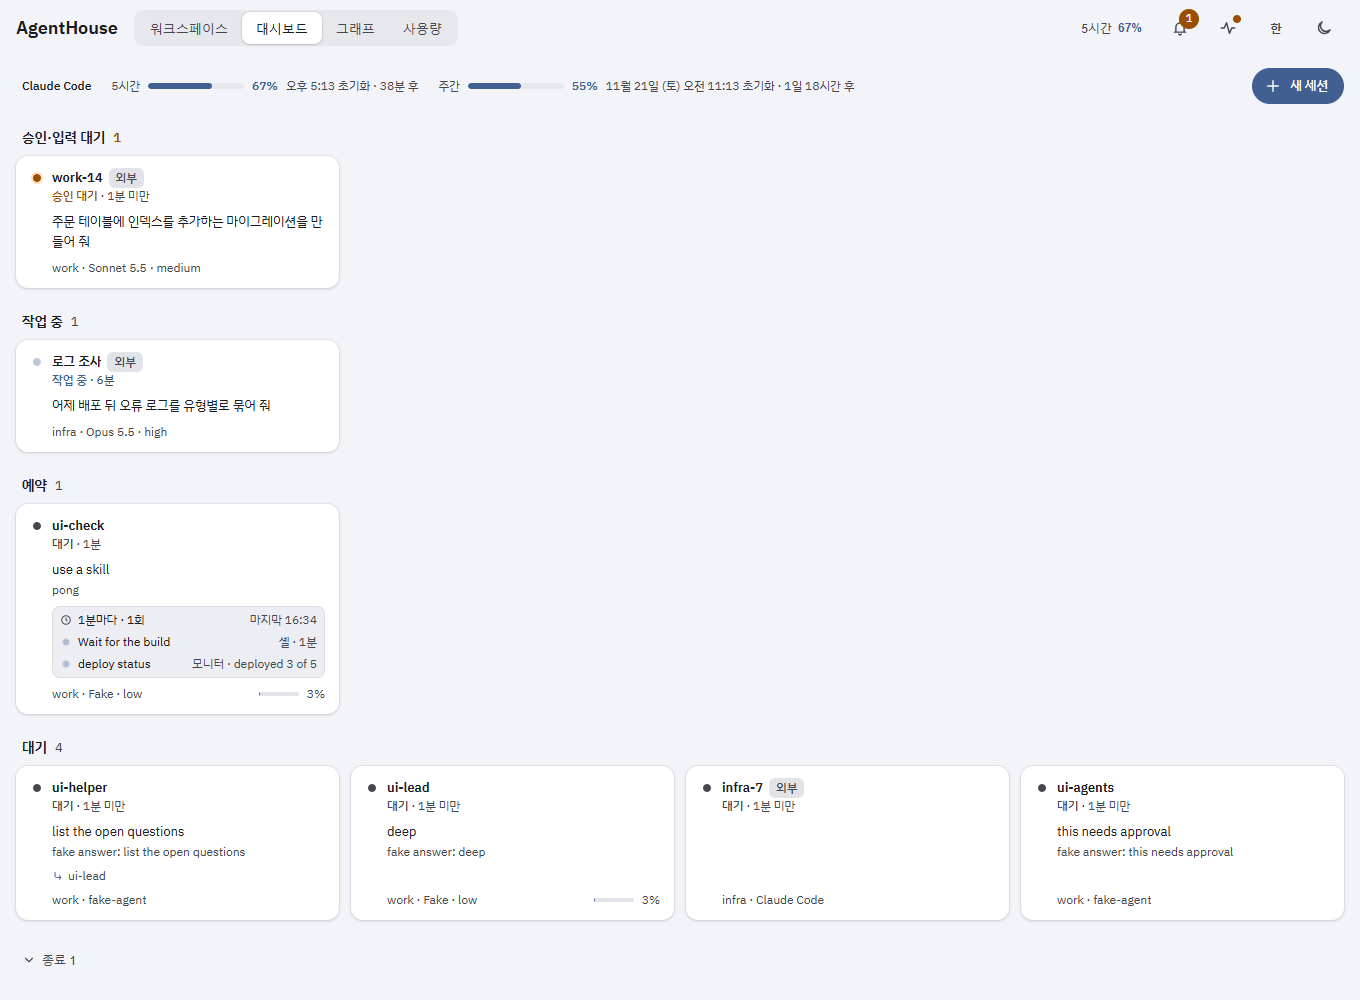 AgentHouse 워크스페이스 대시보드 그래프 사용량 5시간 67% 1 한
Claude Code 5시간 67% 오후 5:13 초기화 · 38분 후 주간 55% 11월 21일 (토) 오전 11:13 초기화 · 1일 18시간 후 새 세션
승인·입력 대기 1
work-14 외부
승인 대기 · 1분 미만
주문 테이블에 인덱스를 추가하는 마이그레이션을 만
들어 줘
work · Sonnet 5.5 · medium
작업 중 1
로그 조사 외부
작업 중 · 6분
어제 배포 뒤 오류 로그를 유형별로 묶어 줘
infra · Opus 5.5 · high
예약 1
ui-check
대기 · 1분
use a skill
pong
1분마다 · 1회 마지막 16:34
Wait for the build 셸 · 1분
deploy status 모니터 · deployed 3 of 5
work · Fake · low 3%
대기 4
ui-helper
대기 · 1분 미만
list the open questions
fake answer: list the open questions
ui-lead
work · fake-agent
ui-lead
대기 · 1분 미만
deep
fake answer: deep
work · Fake · low 3%
infra-7 외부
대기 · 1분 미만
infra · Claude Code
ui-agents
대기 · 1분 미만
this needs approval
fake answer: this needs approval
work · fake-agent
종료 1